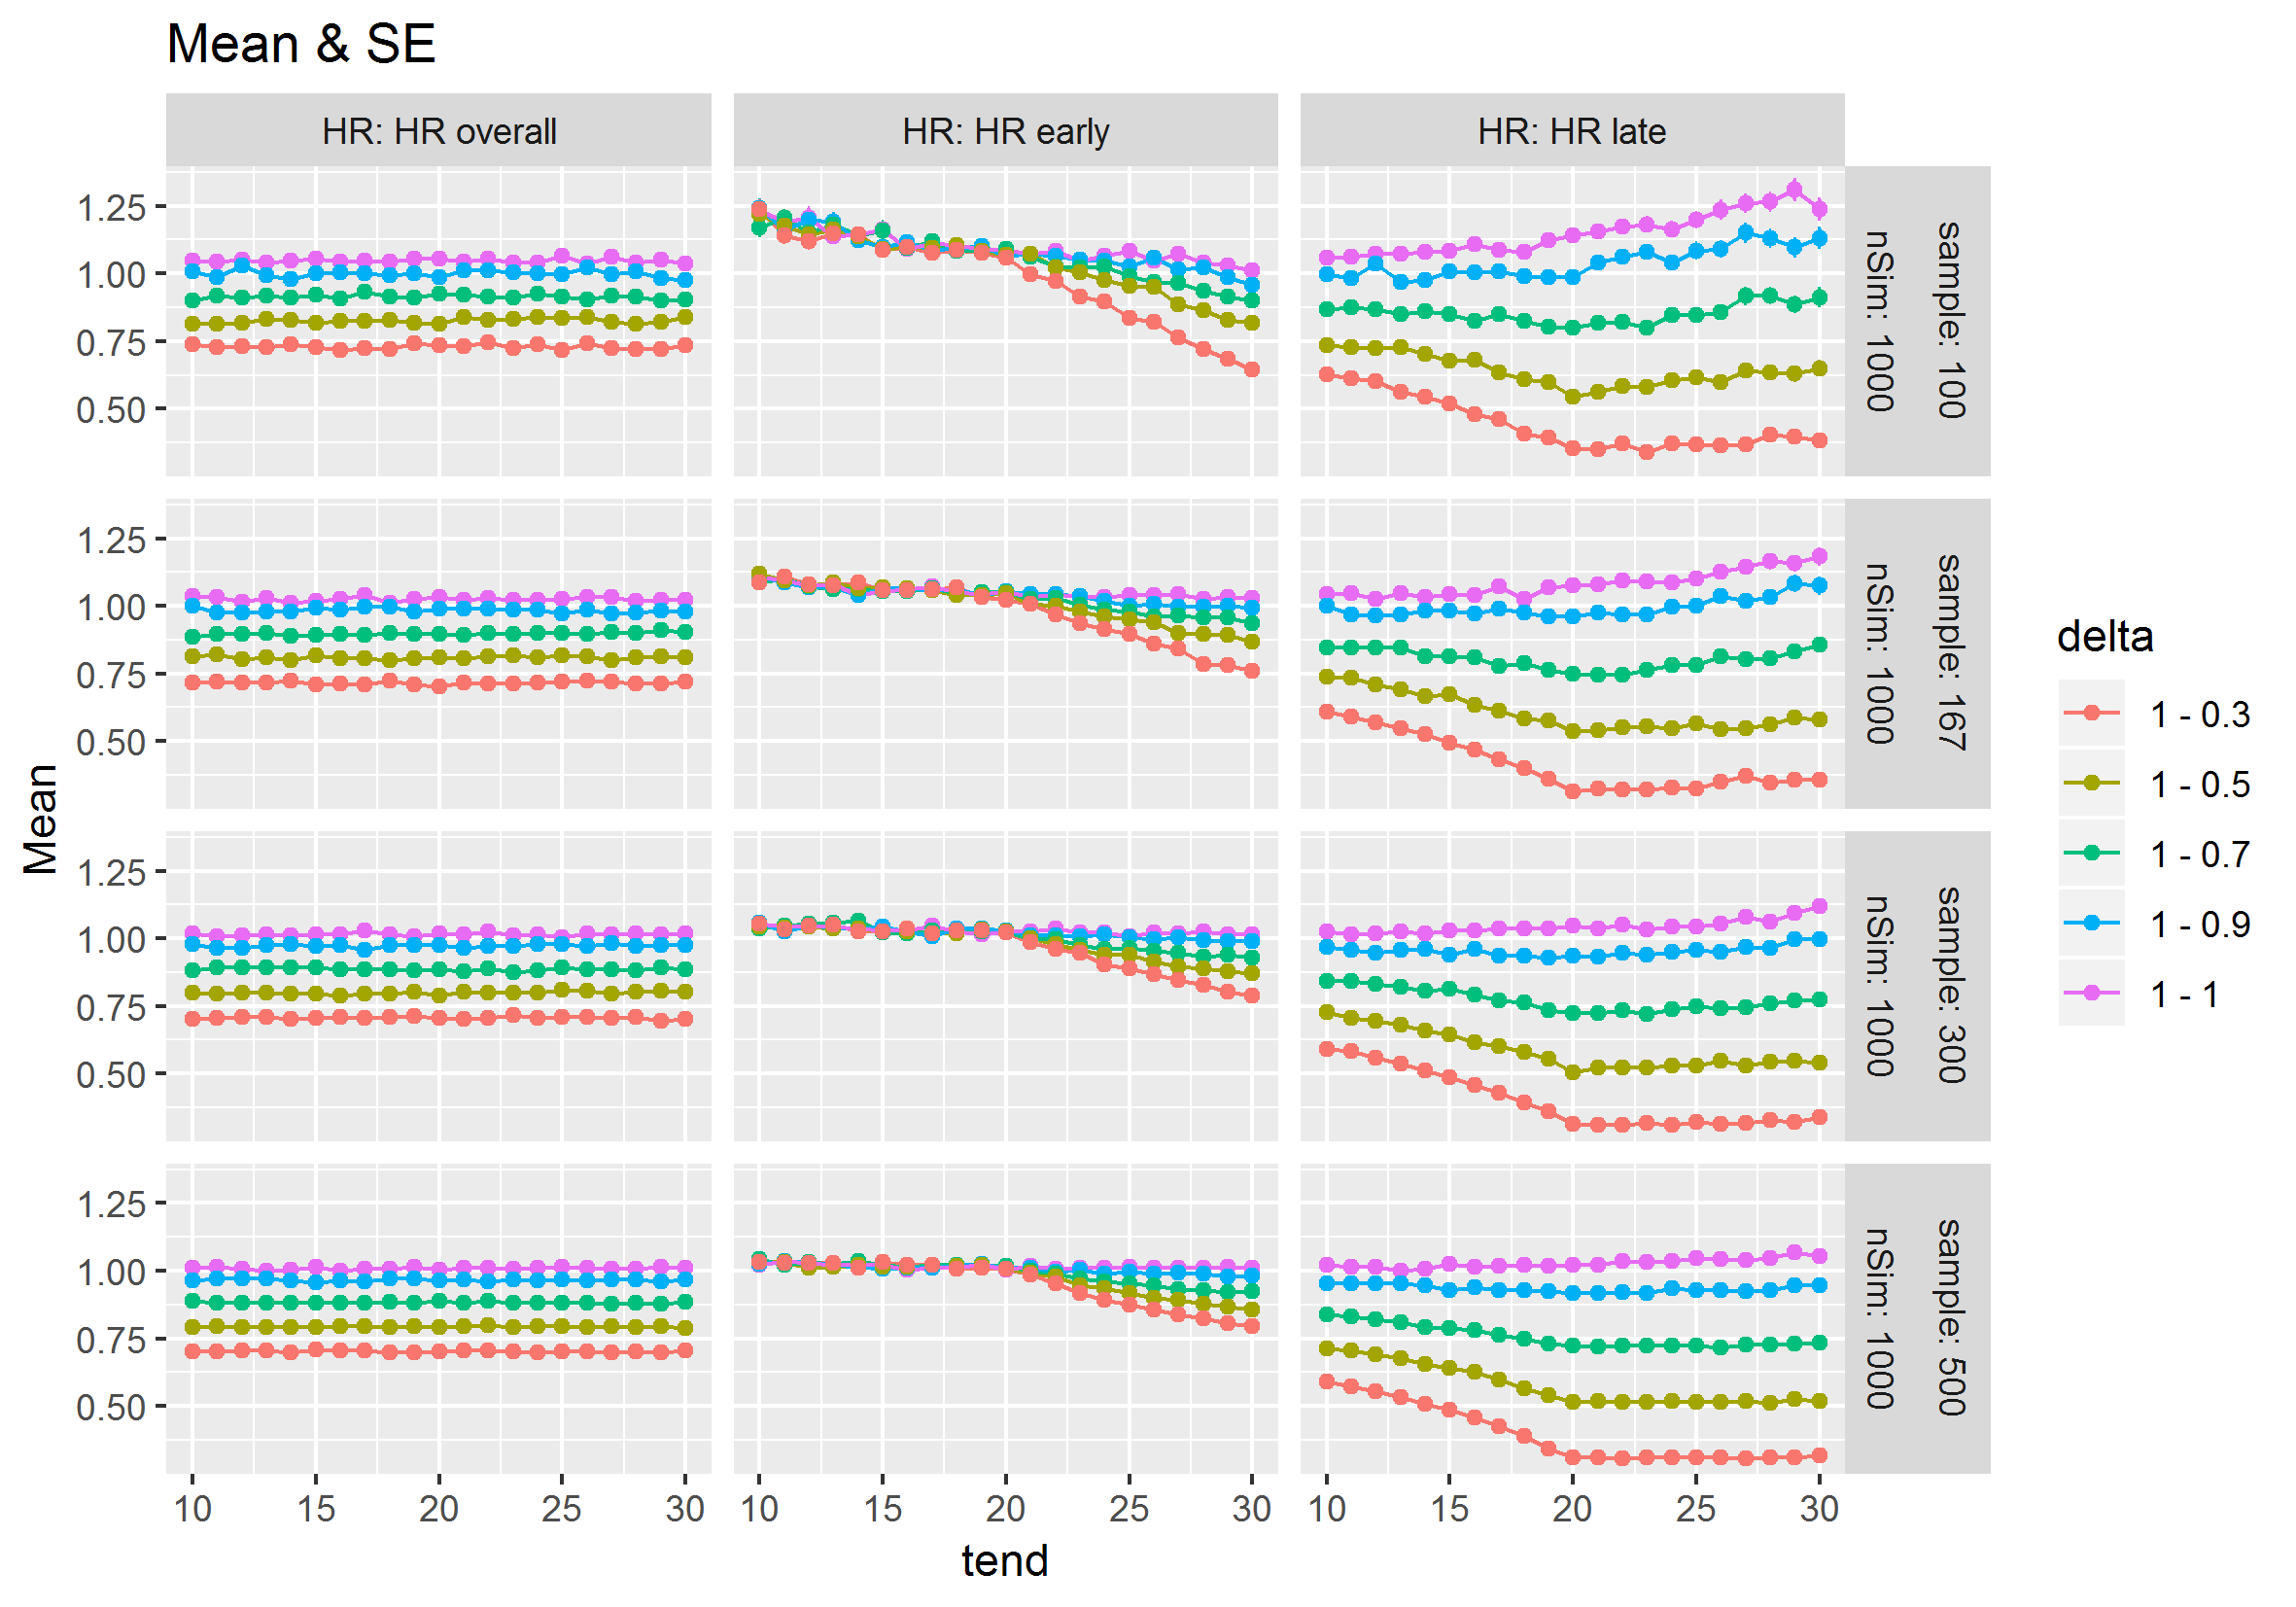 Mean & SE
HR: HR overall
HR: HR early
HR: HR late
1.25
1.00
0.75
0.50
sample: 100
nSim: 1000
1.25
1.00
0.75
0.50
sample: 167
nSim: 1000
1.25
1.00
0.75
0.50
sample: 300
nSim: 1000
1.25
1.00
0.75
0.50
sample: 500
nSim: 1000
Mean
10 15 20 25 30
10 15 20 25 30
10 15 20 25 30
tend
delta
1 - 0.3
1 - 0.5
1 - 0.7
1 - 0.9
1 - 1